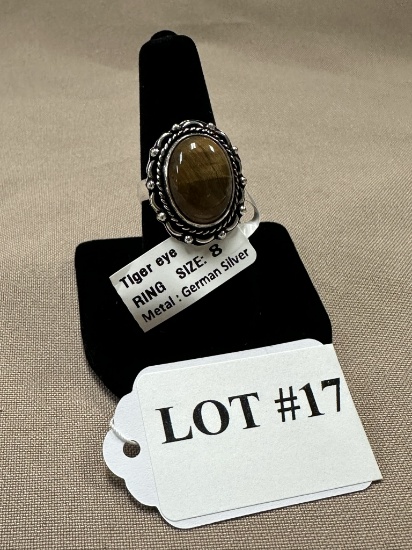 Tiger eye
RING SIZE: 8
Metal : German Silver
LOT #17